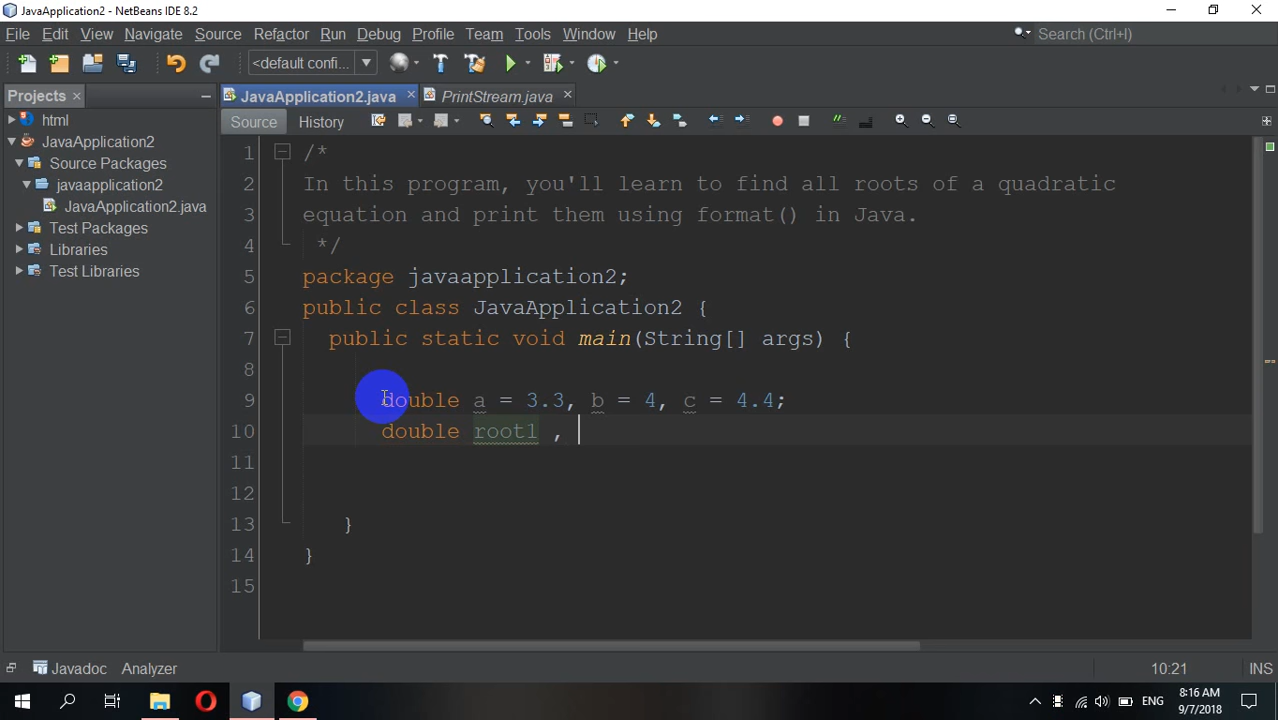 JavaApplication2 - NetBeans IDE 8.2
File Edit View Navigate Source Refactor Run Debug Profile Team Tools Window Help
Search (Ctrl+I)
<default confi...
Projects
JavaApplication2.java
PrintStream.java
Source History
html
JavaApplication2
Source Packages
javaapplication2
JavaApplication2.java
Test Packages
Libraries
Test Libraries
1 /*
2 In this program, you'll learn to find all roots of a quadratic
3 equation and print them using format() in Java.
4 */
5 package javaapplication2;
6 public class JavaApplication2 {
7 public static void main(String[] args) {
8
9 double a = 3.3, b = 4, c = 4.4;
10 double root1 ,
11
12
13 }
14 }
15
Javadoc Analyzer
10:21 INS
ENG
8:16 AM
9/7/2018